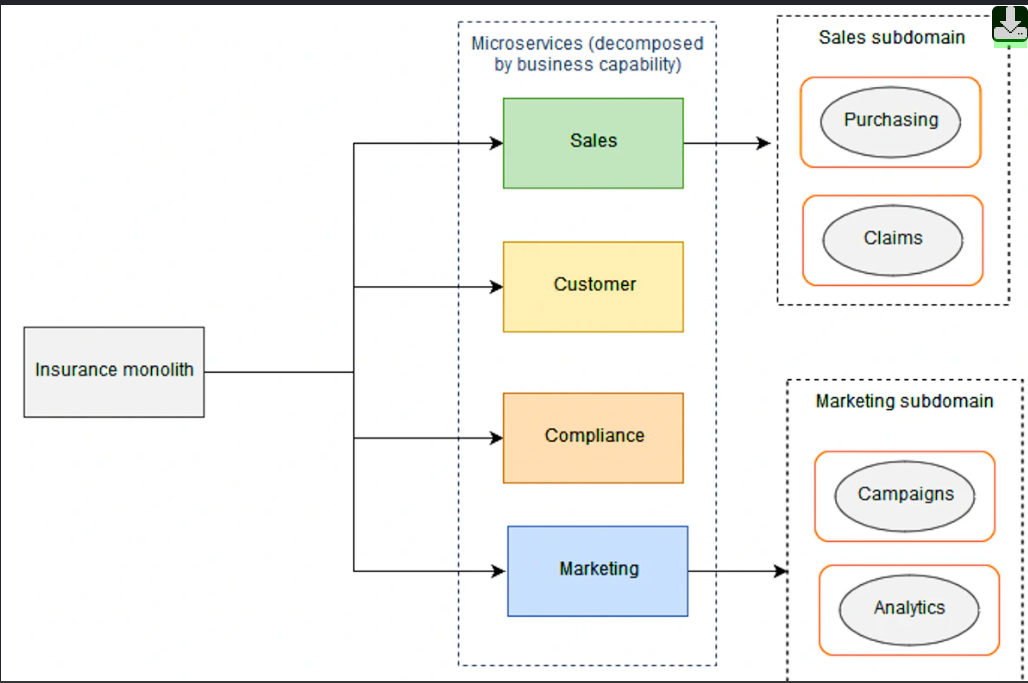 Microservices (decomposed
by business capability)
Sales subdomain
Purchasing
Sales
Claims
Customer
Insurance monolith
Marketing subdomain
Compliance
Campaigns
Marketing
Analytics